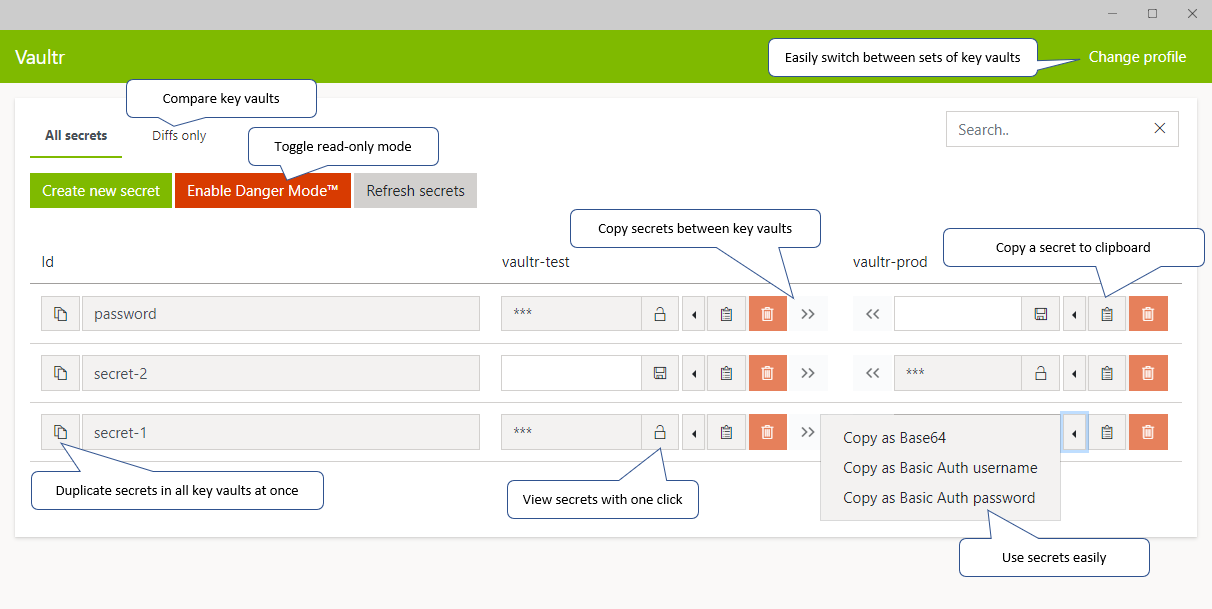 Vaultr
Easily switch between sets of key vaults
Change profile
Compare key vaults
All secrets
Diffs only
Toggle read-only mode
Search..
Create new secret
Enable Danger Mode™
Refresh secrets
Copy secrets between key vaults
Copy a secret to clipboard
Id
vaultr-test
vaultr-prod
password
***
secret-2
***
secret-1
***
Copy as Base64
Copy as Basic Auth username
Copy as Basic Auth password
Duplicate secrets in all key vaults at once
View secrets with one click
Use secrets easily